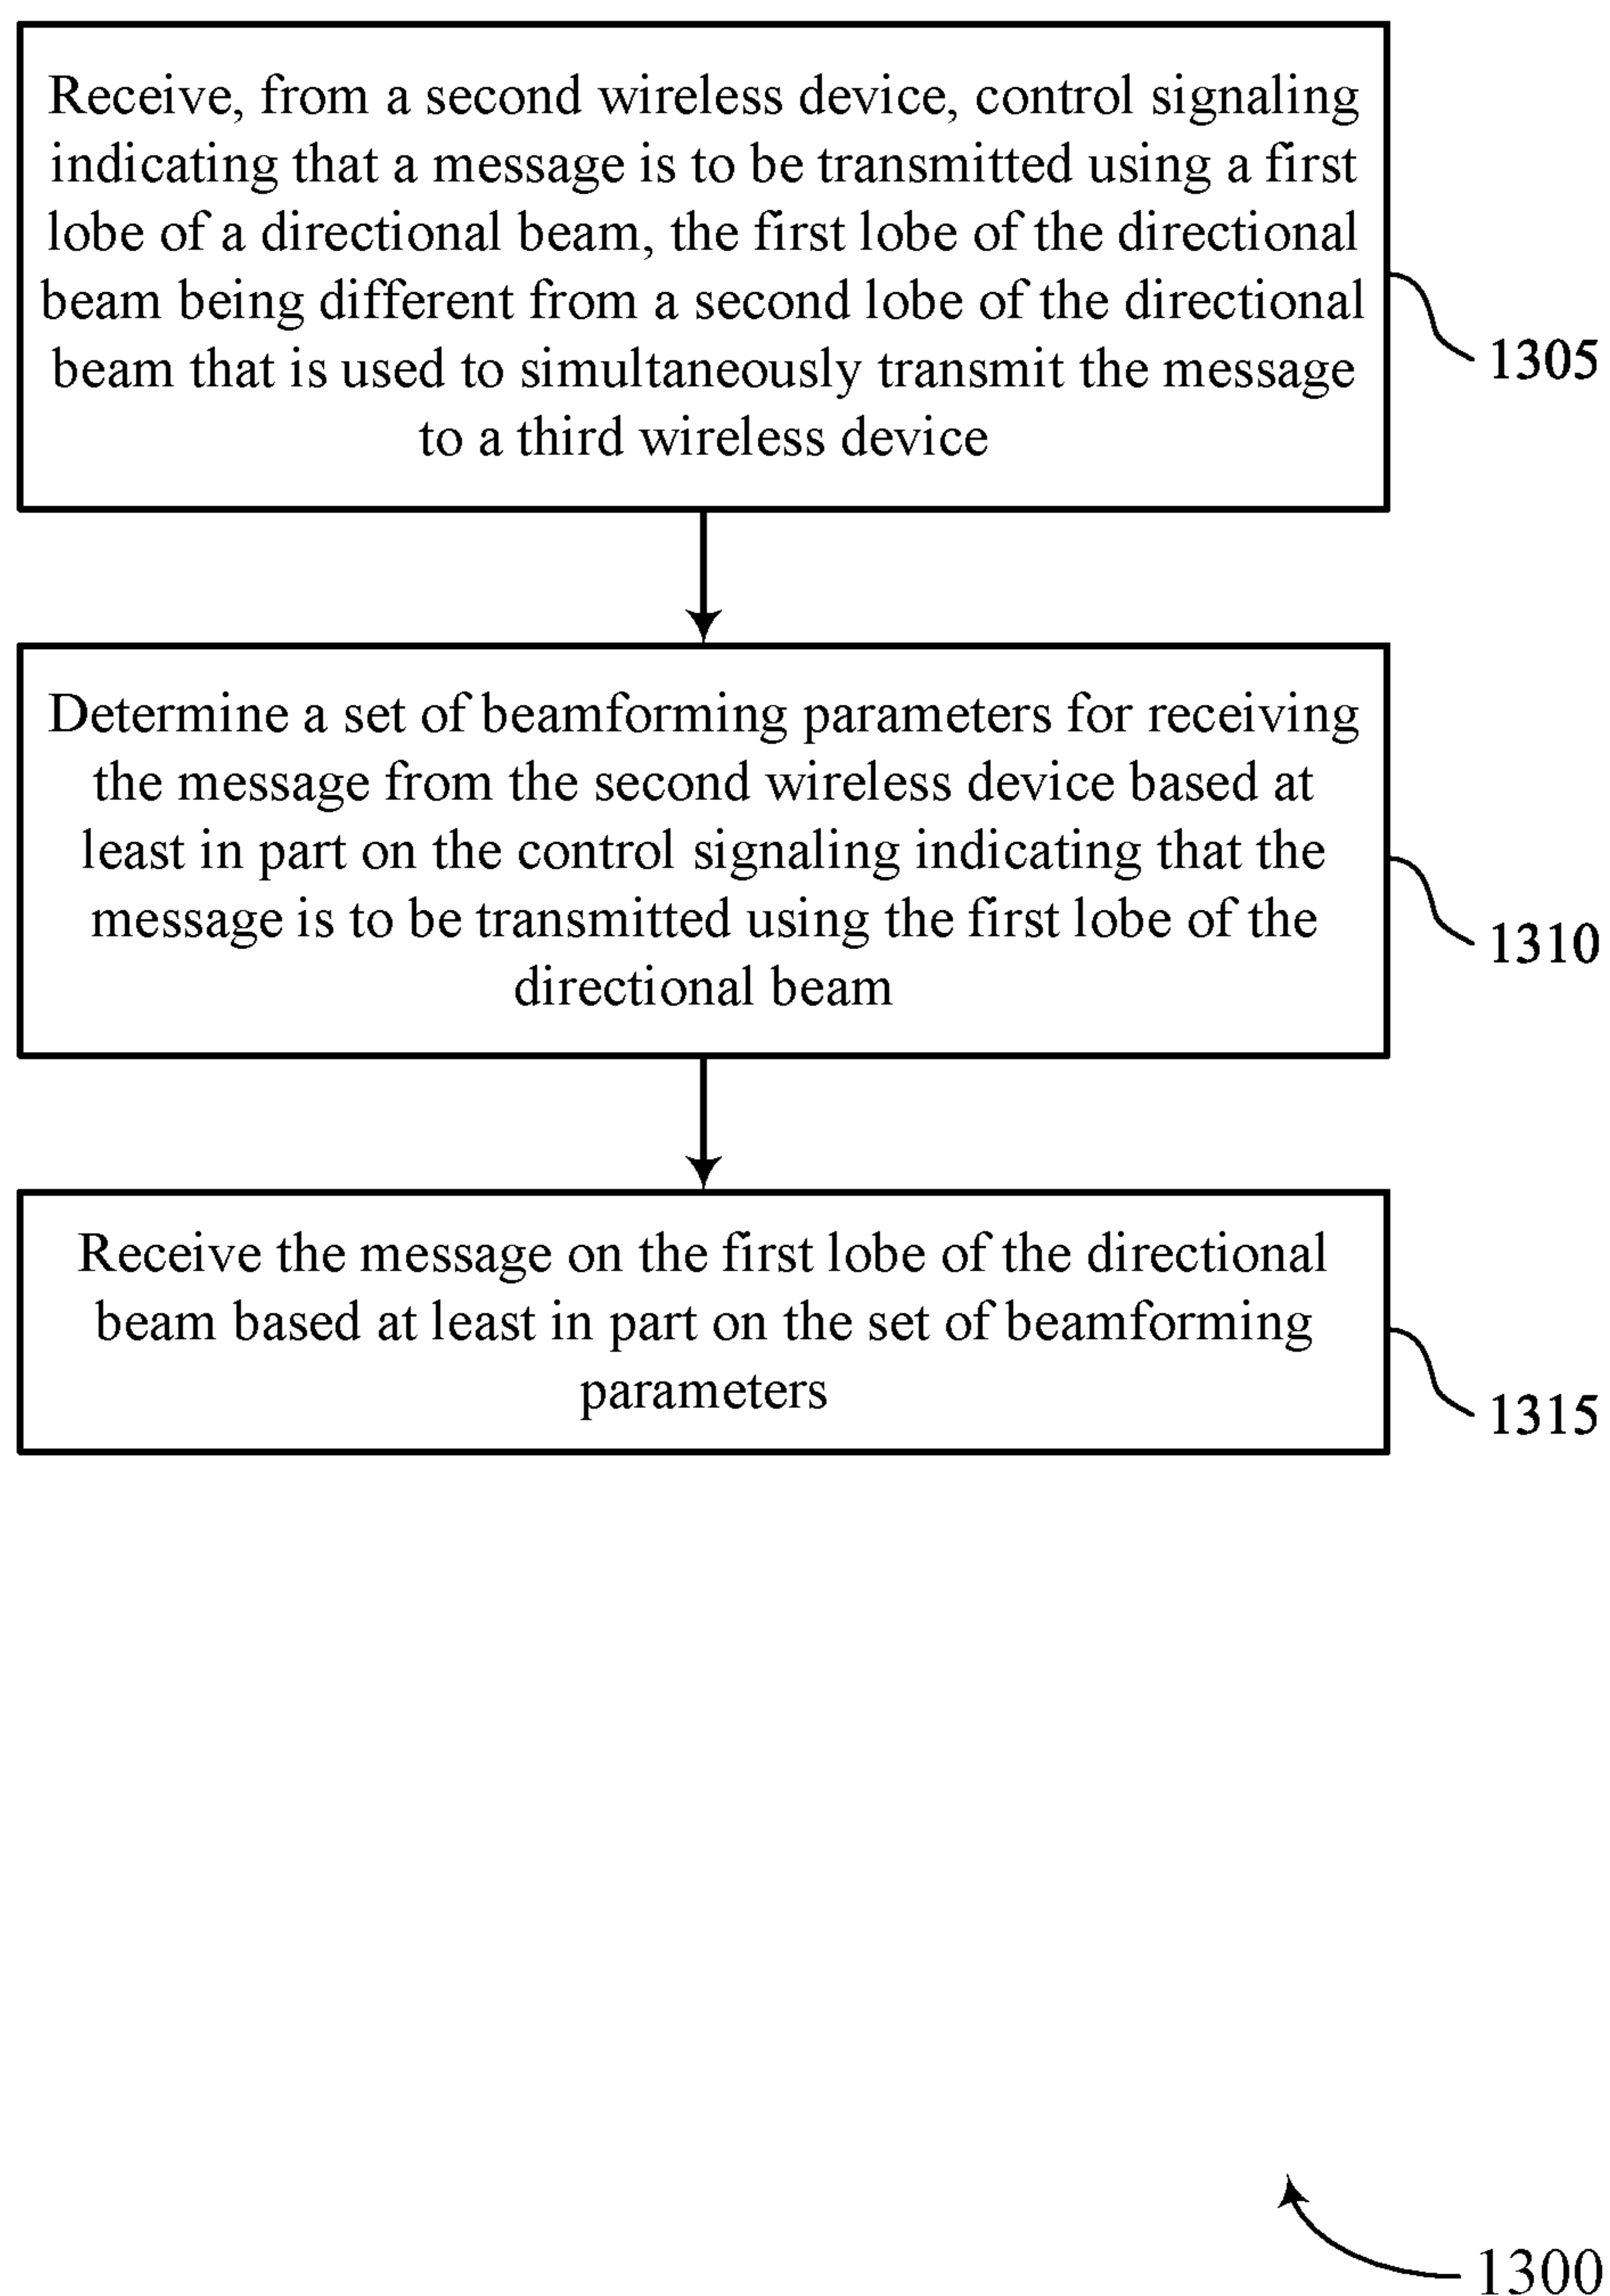 Receive, from a second wireless device, control signaling
indicating that a message is to be transmitted using a first
lobe of a directional beam, the first lobe of the directional
beam being different from a second lobe of the directional
beam that is used to simultaneously transmit the message
to a third wireless device
1305
Determine a set of beamforming parameters for receiving
the message from the second wireless device based at
least in part on the control signaling indicating that the
message is to be transmitted using the first lobe of the
directional beam
1310
Receive the message on the first lobe of the directional
beam based at least in part on the set of beamforming
parameters
1315
1300